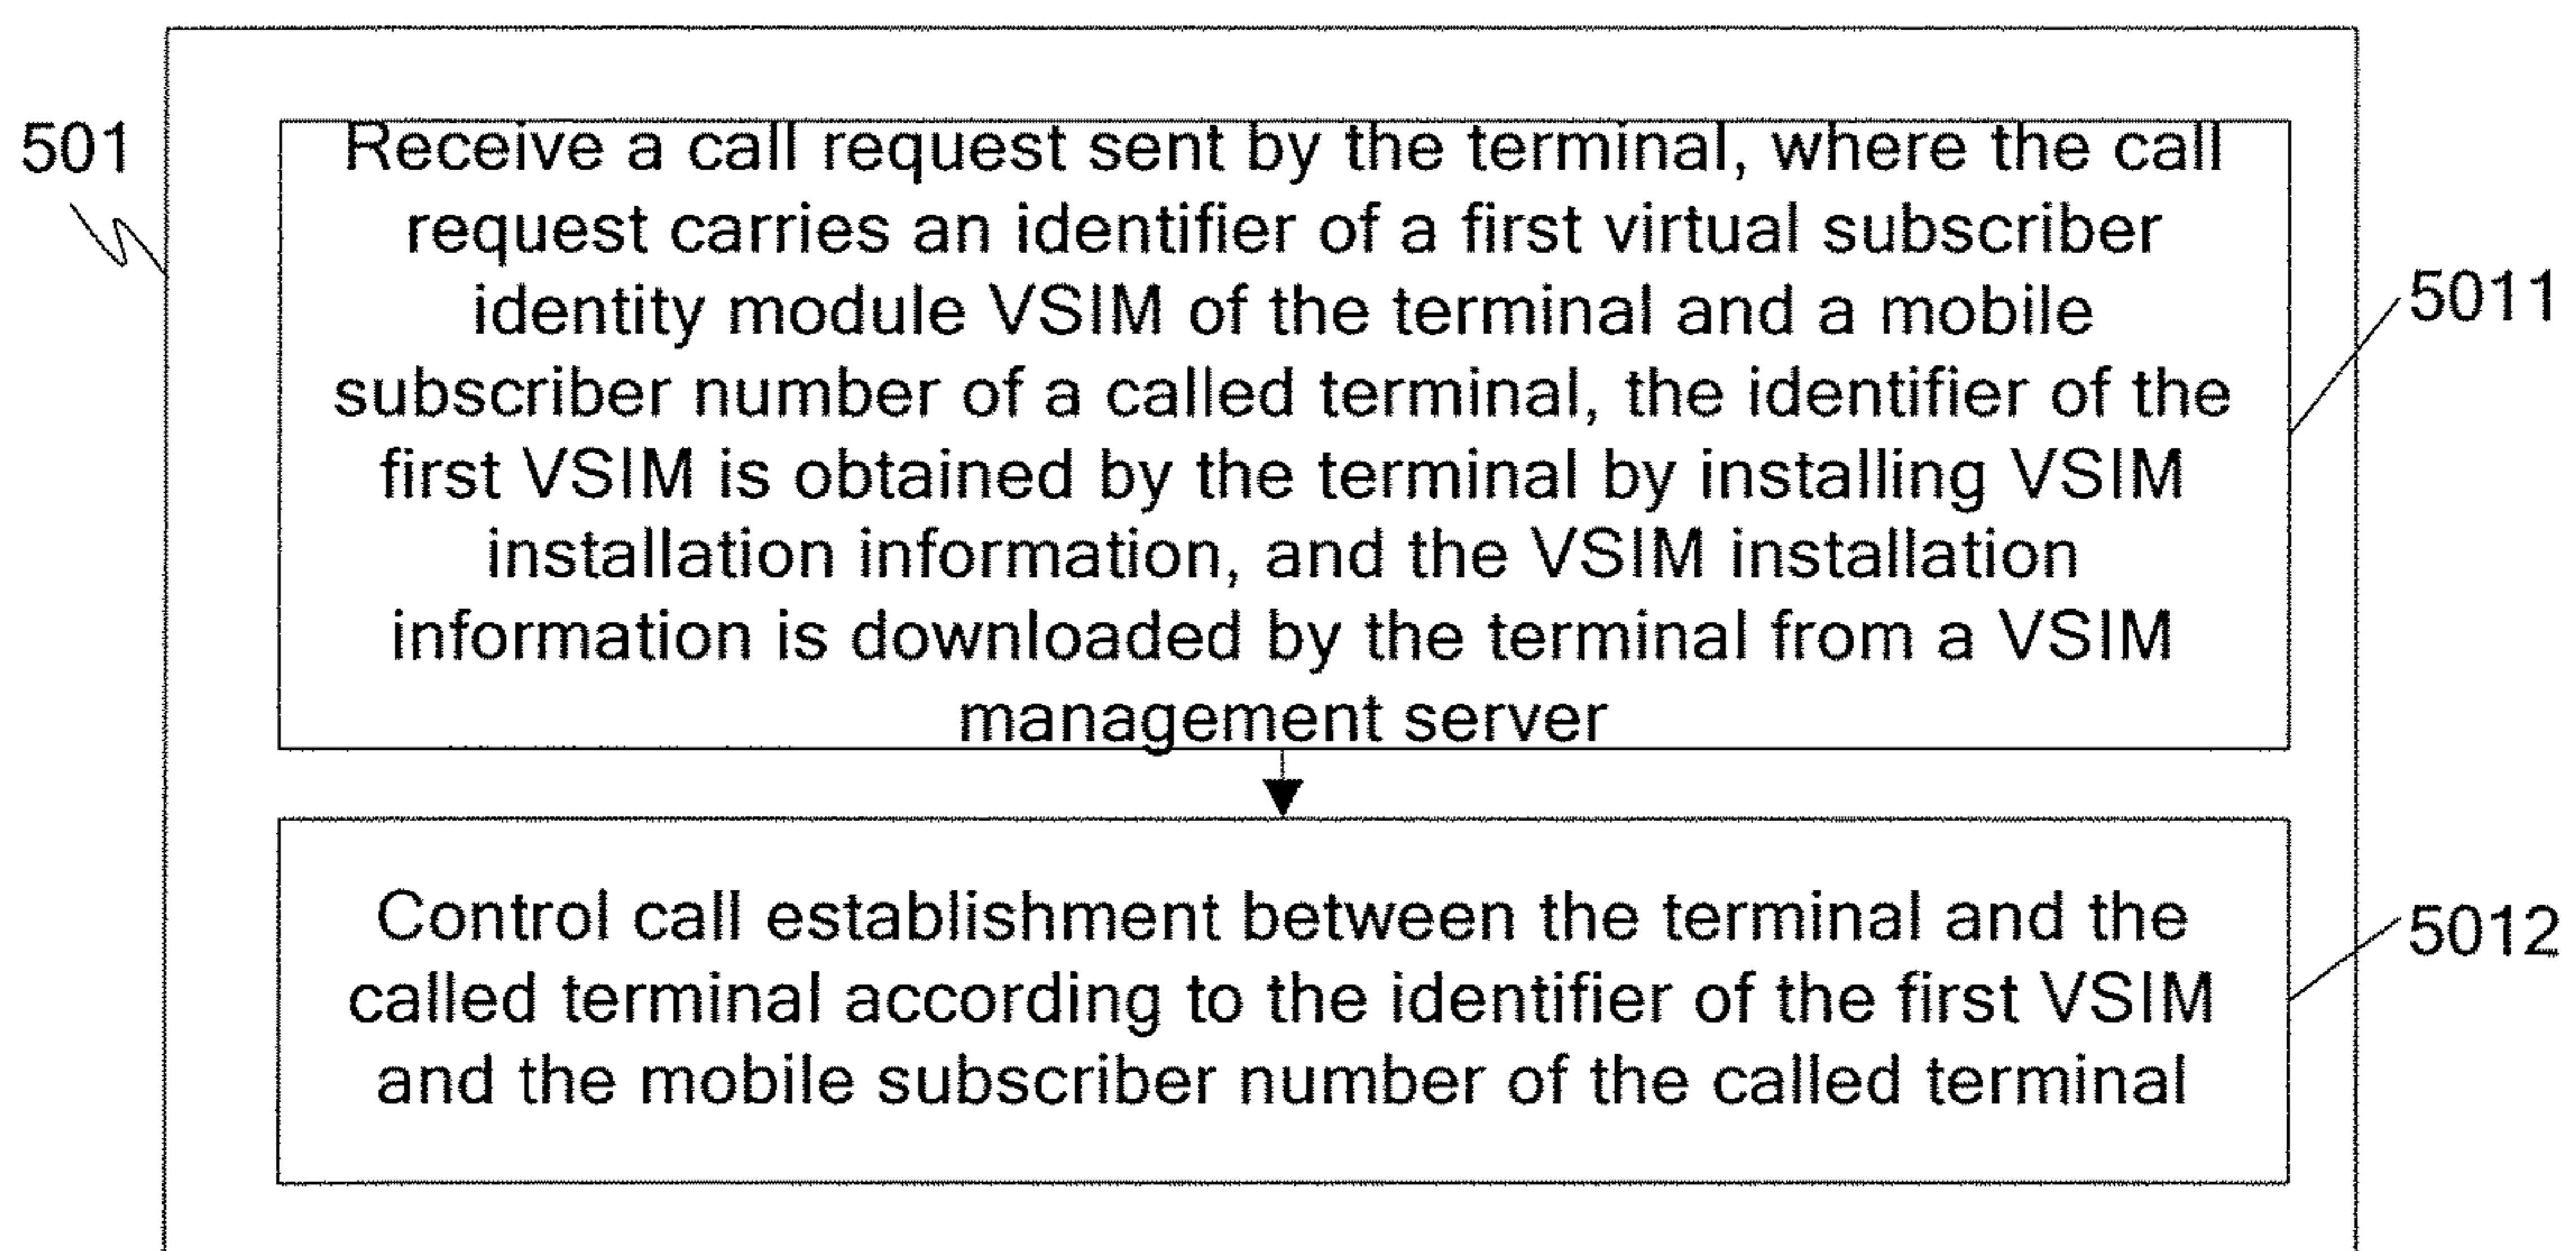 501
Receive a call request sent by the terminal, where the call
request carries an identifier of a first virtual subscriber
identity module VSIM of the terminal and a mobile
subscriber number of a called terminal, the identifier of the
first VSIM is obtained by the terminal by installing VSIM
installation information, and the VSIM installation
information is downloaded by the terminal from a VSIM
management server
5011
Control call establishment between the terminal and the
called terminal according to the identifier of the first VSIM
and the mobile subscriber number of the called terminal
5012